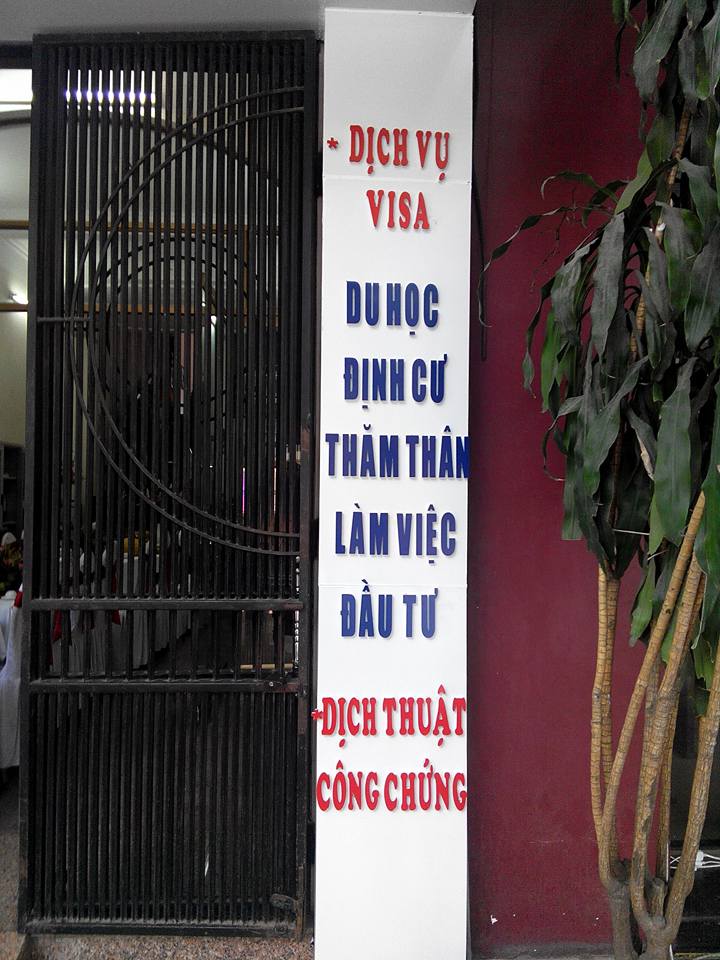 * DỊCH VỤ
VISA
DU HỌC
ĐỊNH CƯ
THĂM THÂN
LÀM VIỆC
ĐẦU TƯ
*DỊCH THUẬT
CÔNG CHỨNG